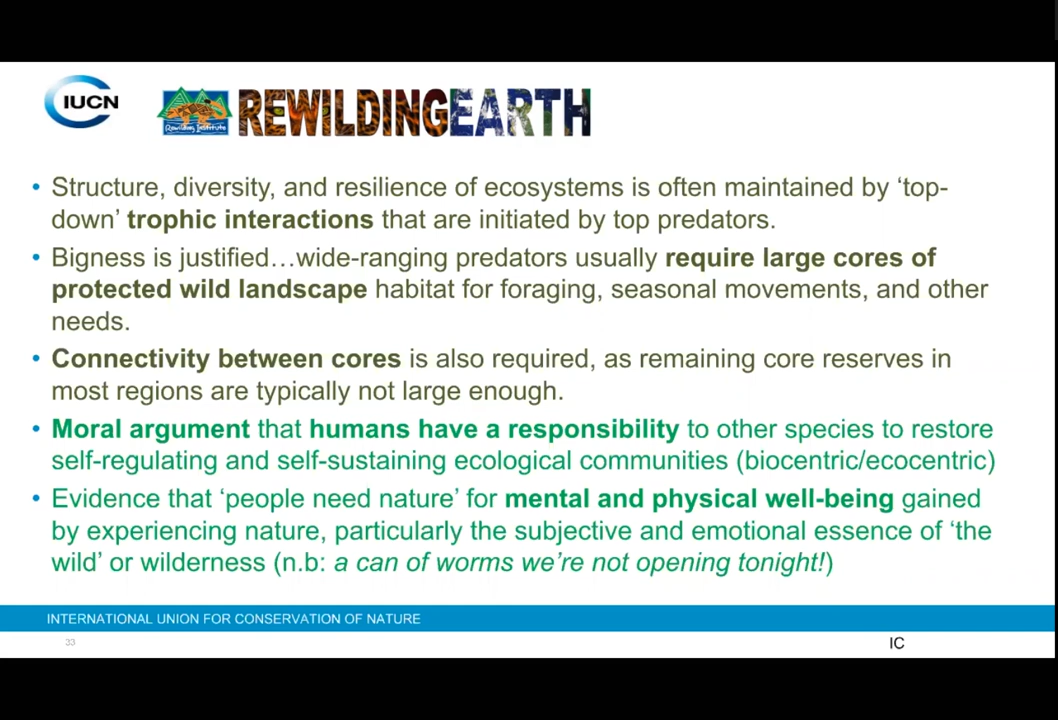 IUCN
Rewilding Institute
REWILDINGEARTH
• Structure, diversity, and resilience of ecosystems is often maintained by ‘top-
down’ trophic interactions that are initiated by top predators.
• Bigness is justified…wide-ranging predators usually require large cores of
protected wild landscape habitat for foraging, seasonal movements, and other
needs.
• Connectivity between cores is also required, as remaining core reserves in
most regions are typically not large enough.
• Moral argument that humans have a responsibility to other species to restore
self-regulating and self-sustaining ecological communities (biocentric/ecocentric)
• Evidence that ‘people need nature’ for mental and physical well-being gained
by experiencing nature, particularly the subjective and emotional essence of ‘the
wild’ or wilderness (n.b: a can of worms we’re not opening tonight!)
INTERNATIONAL UNION FOR CONSERVATION OF NATURE
33
IC